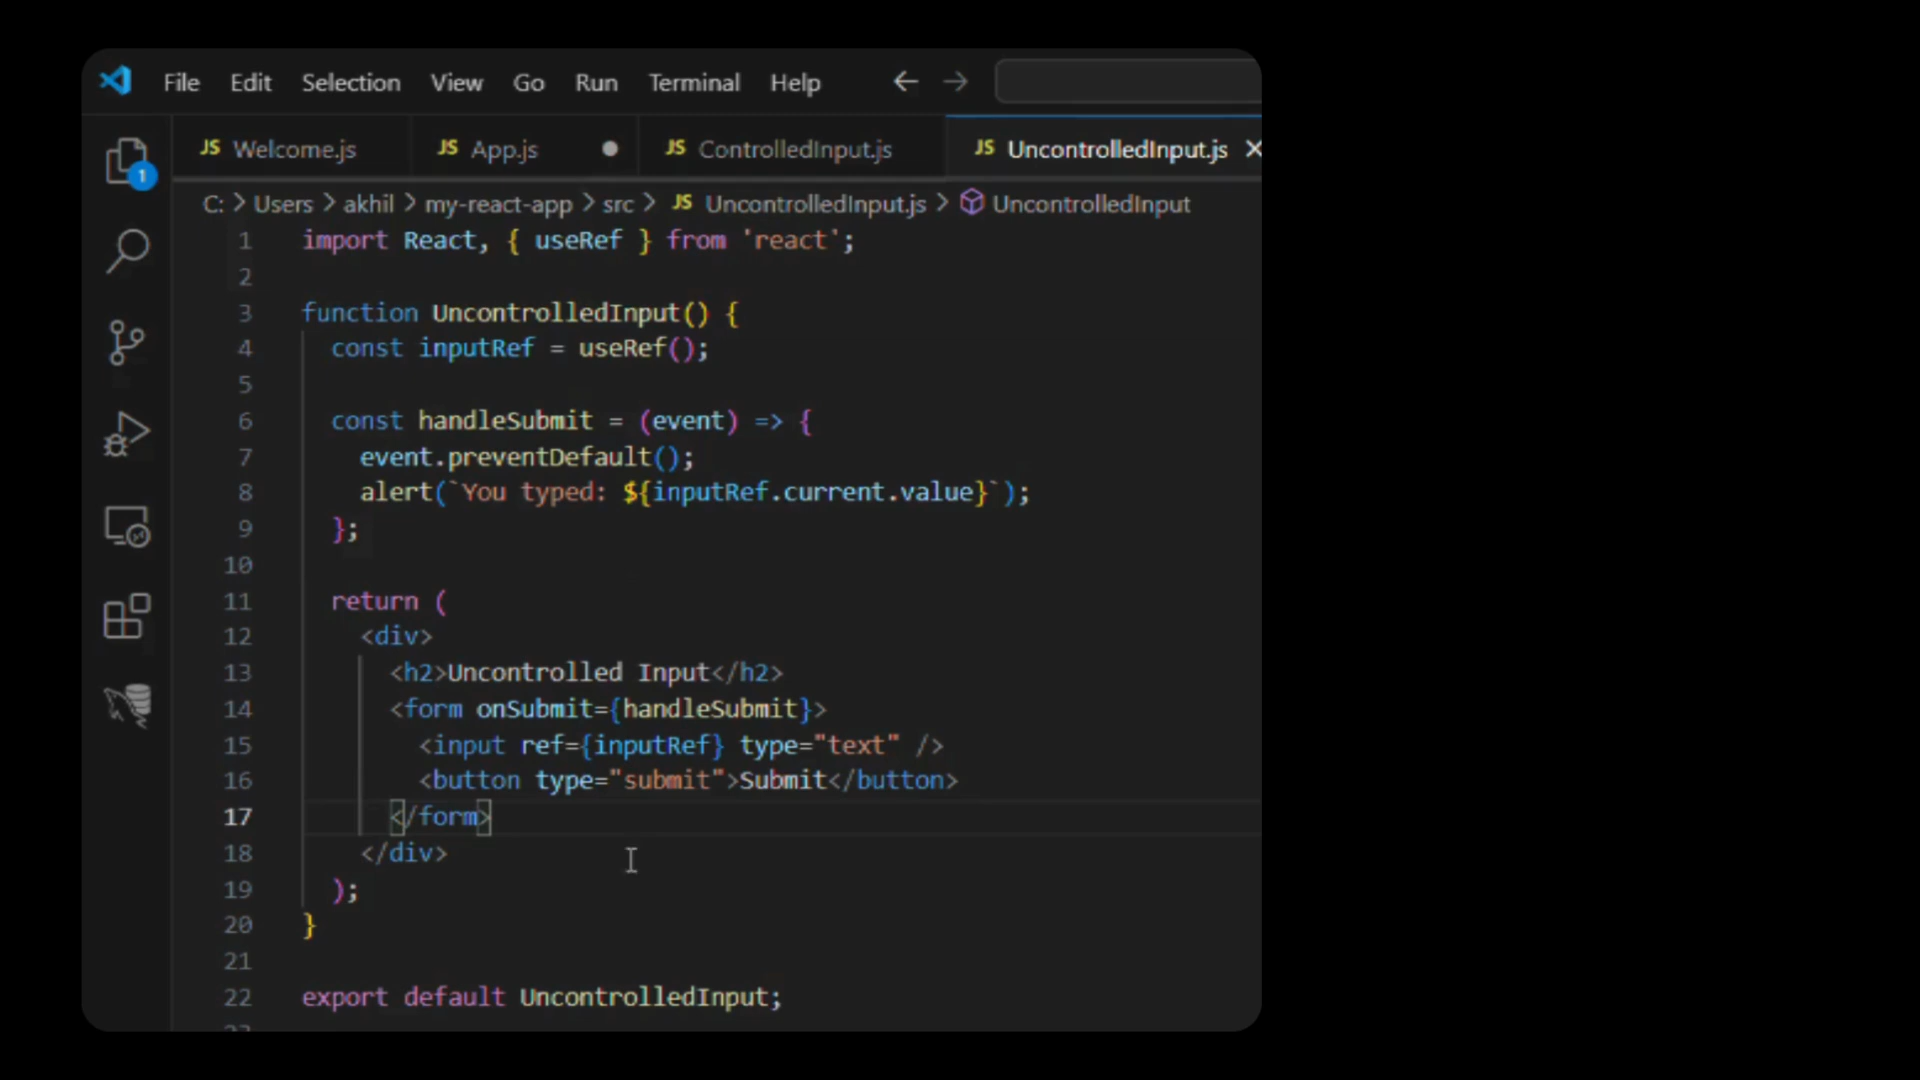 File Edit Selection View Go Run Terminal Help
JS Welcome.js JS App.js JS ControlledInput.js JS UncontrolledInput.js
1
C: > Users > akhil > my-react-app > src > JS UncontrolledInput.js > UncontrolledInput
1 import React, { useRef } from 'react';
2
3 function UncontrolledInput() {
4 const inputRef = useRef();
5
6 const handleSubmit = (event) => {
7 event.preventDefault();
8 alert(`You typed: ${inputRef.current.value}`);
9 };
10
11 return (
12 <div>
13 <h2>Uncontrolled Input</h2>
14 <form onSubmit={handleSubmit}>
15 <input ref={inputRef} type="text" />
16 <button type="submit">Submit</button>
17 </form>
18 </div>
19 );
20 }
21
22 export default UncontrolledInput;